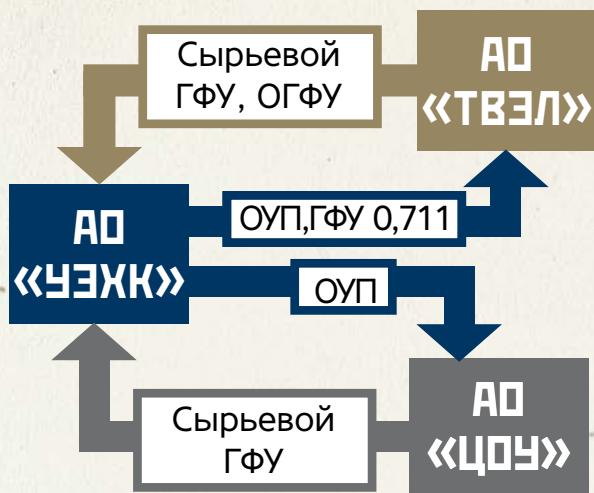 Сырьевой
ГФУ, ОГФУ
АО
«ТВЭЛ»
АО
«УЭХК»
ОУП,ГФУ 0,711
ОУП
Сырьевой
ГФУ
АО
«ЦОУ»